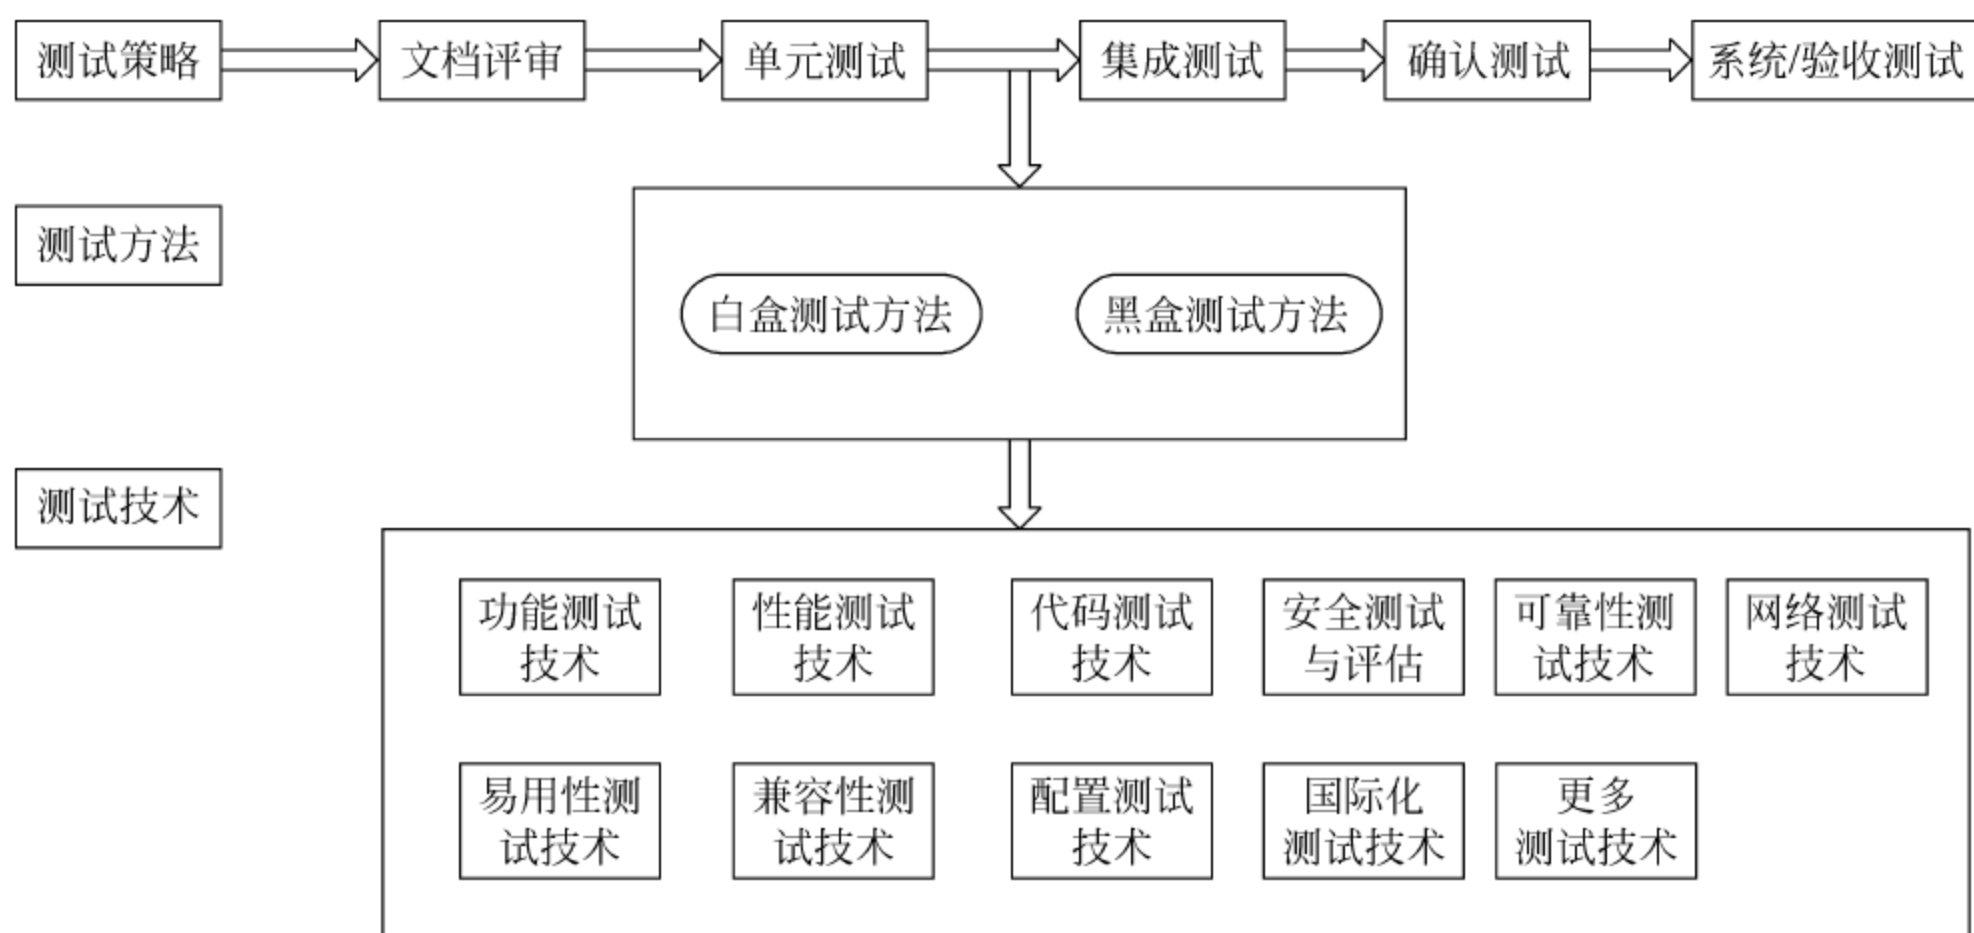 测试策略
文档评审
单元测试
集成测试
确认测试
系统/验收测试
测试方法
白盒测试方法
黑盒测试方法
测试技术
功能测试
技术
性能测试
技术
代码测试
技术
安全测试
与评估
可靠性测
试技术
网络测试
技术
易用性测
试技术
兼容性测
试技术
配置测试
技术
国际化
测试技术
更多
测试技术